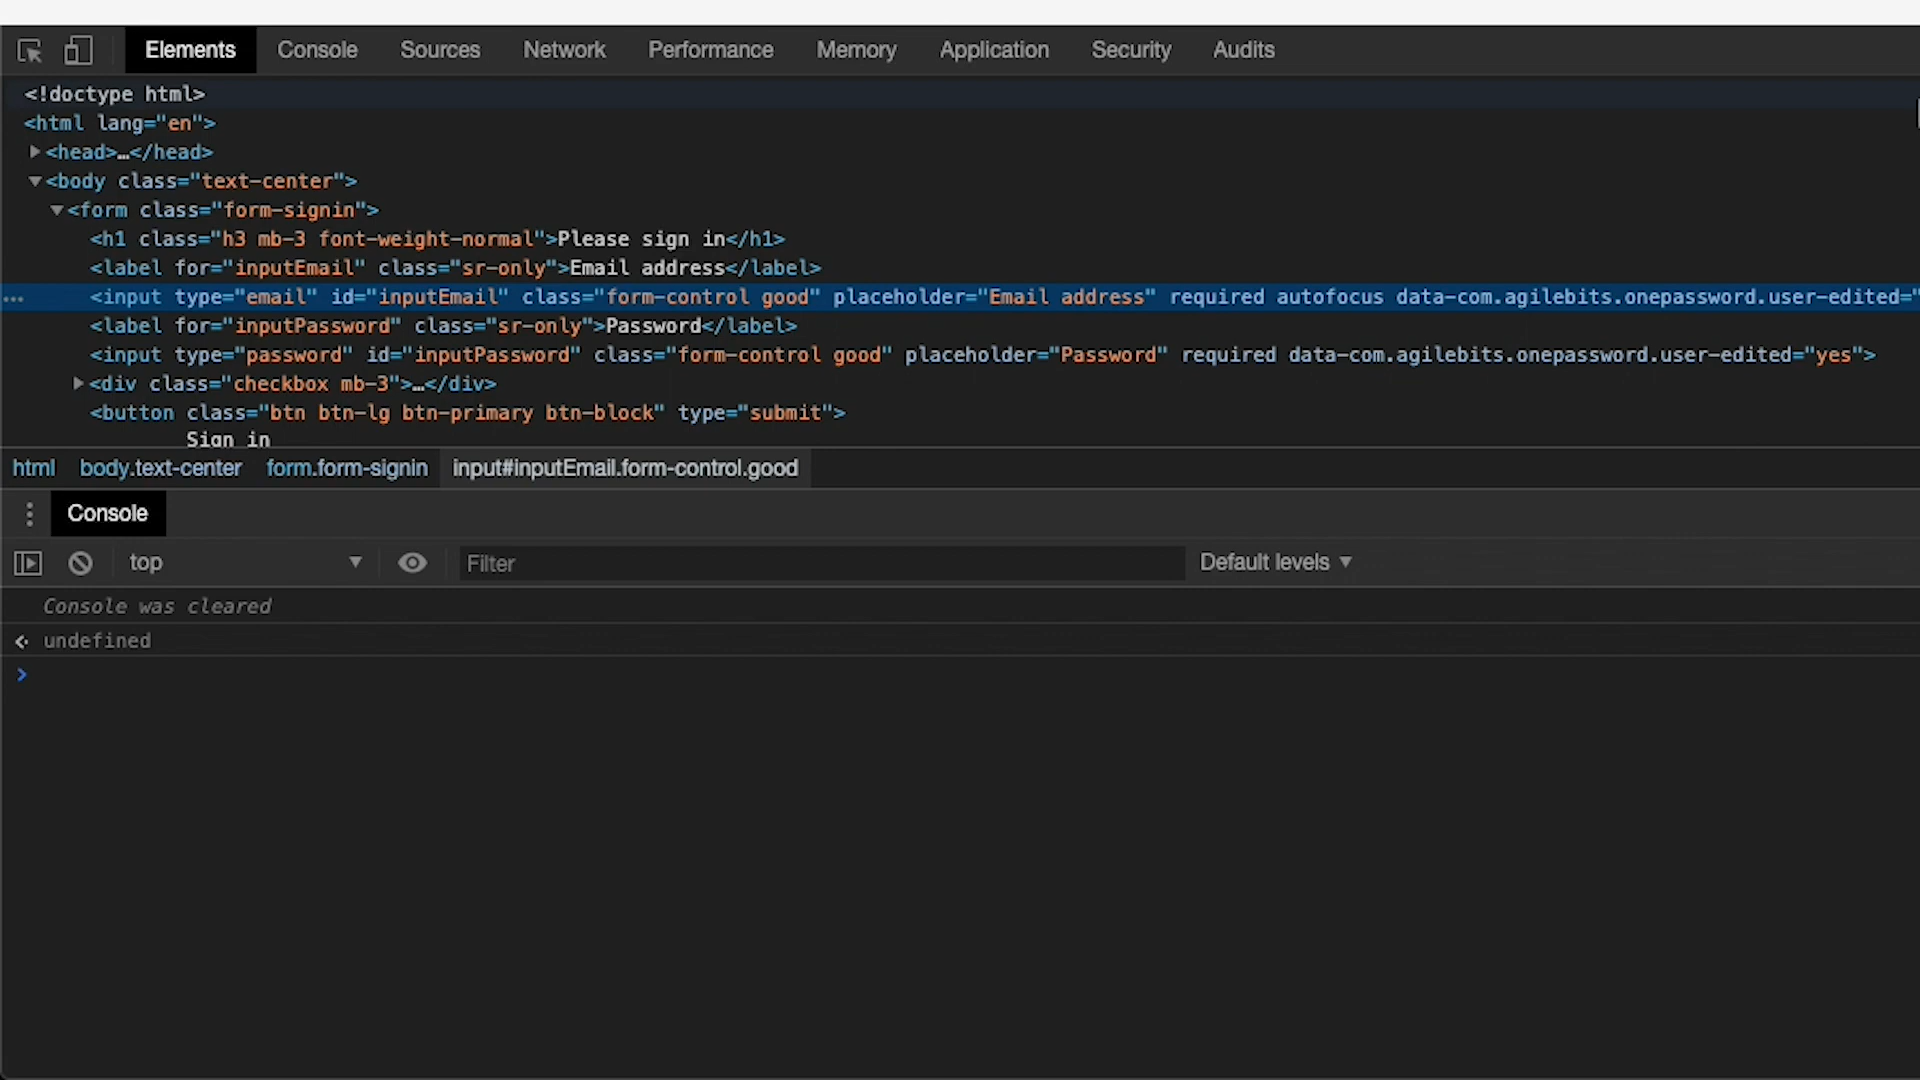 Elements Console Sources Network Performance Memory Application Security Audits
<!doctype html>
<html lang="en">
<head>…</head>
<body class="text-center">
<form class="form-signin">
<h1 class="h3 mb-3 font-weight-normal">Please sign in</h1>
<label for="inputEmail" class="sr-only">Email address</label>
<input type="email" id="inputEmail" class="form-control good" placeholder="Email address" required autofocus data-com.agilebits.onepassword.user-edited="
<label for="inputPassword" class="sr-only">Password</label>
<input type="password" id="inputPassword" class="form-control good" placeholder="Password" required data-com.agilebits.onepassword.user-edited="yes">
<div class="checkbox mb-3">…</div>
<button class="btn btn-lg btn-primary btn-block" type="submit">
Sign in
html body.text-center form.form-signin input#inputEmail.form-control.good
Console
top Filter Default levels
Console was cleared
undefined